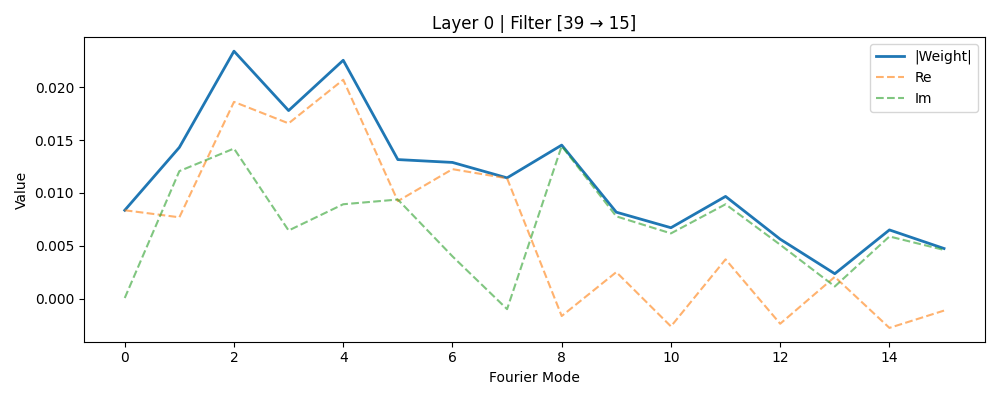 Layer 0 | Filter [39 → 15]
|Weight|
Re
Im
Value
0.020
0.015
0.010
0.005
0.000
0 2 4 6 8 10 12 14
Fourier Mode